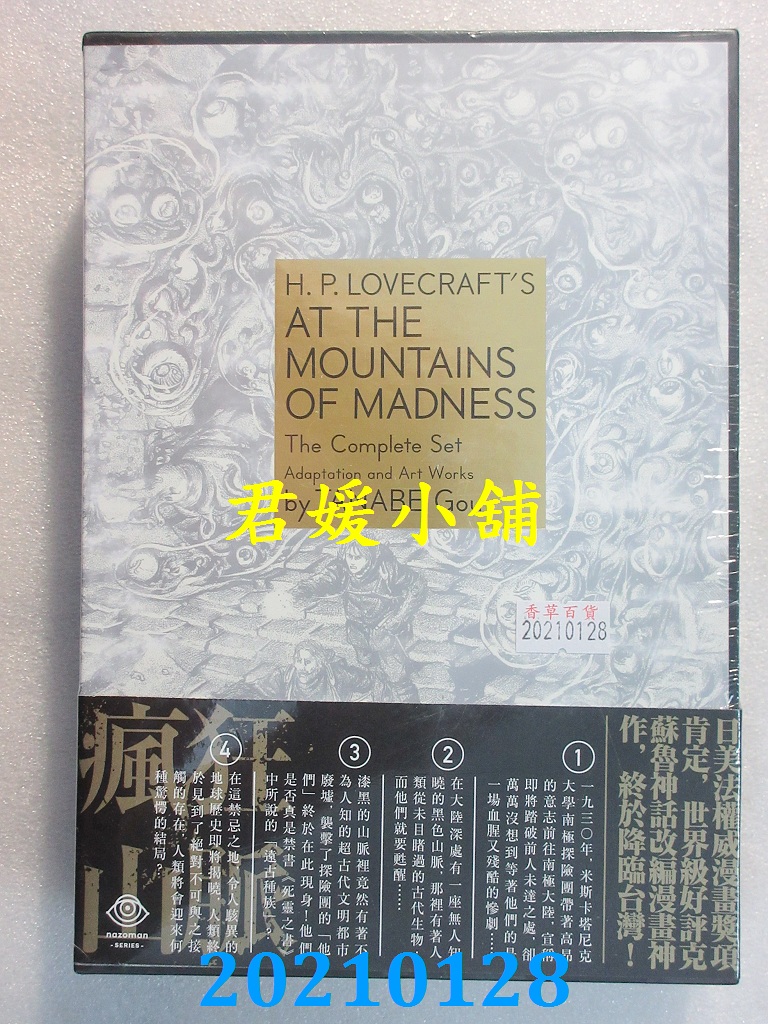 H. P. LOVECRAFT'S
AT THE
MOUNTAINS
OF MADNESS
The Complete Set
Adaptation and Art Works
by TANABE Gou
君媛小舖
香草百貨
20210128
日美法權威漫畫獎項
肯定，世界級好評克
蘇魯神話改編漫畫神
作，終於降臨台灣！
1
一九三〇年，米斯卡塔尼克
大學南極探險團帶著高昂
的意志前往南極大陸，宣稱
即將踏破前人未達之處，卻
萬萬沒想到等著他們的是
一場血腥又殘酷的慘劇……
2
在大陸深處有一座無人知
曉的黑色山脈，那裡有著人
類從未目睹過的古代生物，
而他們就要甦醒……
3
漆黑的山脈裡竟然有著不
為人知的超古代文明都市
廢墟，襲擊了探險團的「他
們」終於在此現身！他們
是否真是禁書《死靈之書》
中所說的「遠古種族」？
4
在這禁忌之地，令人駭異的
地球歷史即將揭曉，人類終
於見到了絕對不可與之接
觸的存在，人類將會迎來何
種驚愕的結局？
瘋狂
山脈
nazoman
-SERIES-
20210128